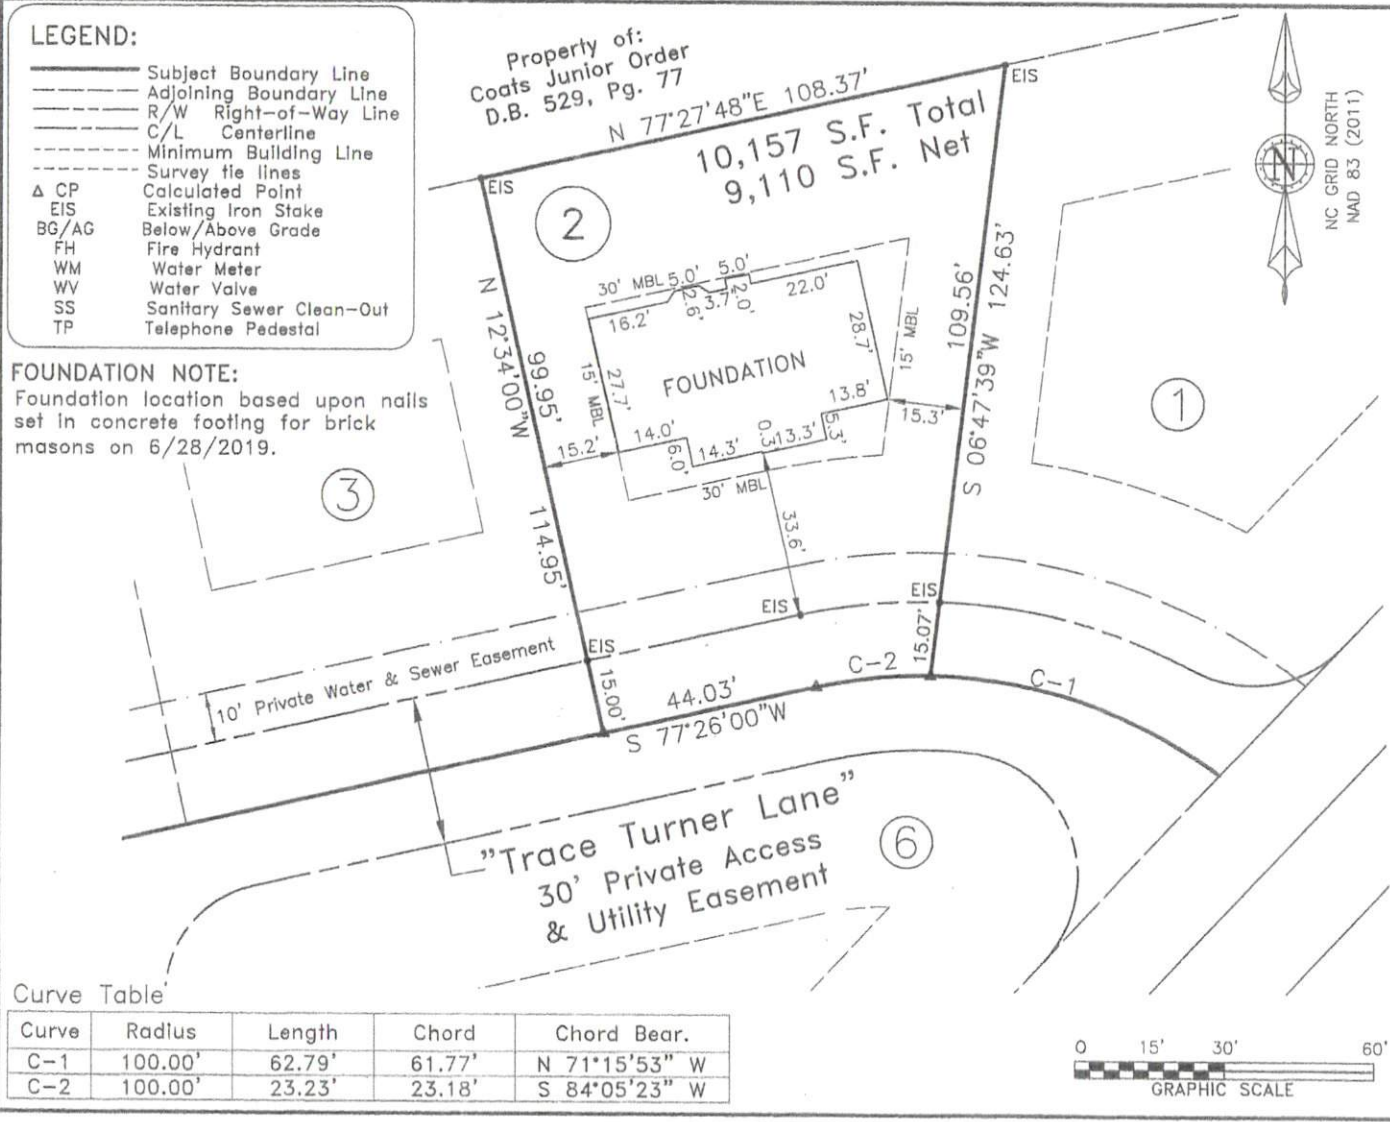 LEGEND:
Subject Boundary Line
Adjoining Boundary Line
R/W Right-of-Way Line
C/L Centerline
Minimum Building Line
Survey tie lines
Δ CP Calculated Point
EIS Existing Iron Stake
BG/AG Below/Above Grade
FH Fire Hydrant
WM Water Meter
WV Water Valve
SS Sanitary Sewer Clean-Out
TP Telephone Pedestal
FOUNDATION NOTE:
Foundation location based upon nails
set in concrete footing for brick
masons on 6/28/2019.
Property of:
Coats Junior Order
D.B. 529, Pg. 77
N 77°27'48"E 108.37'
10,157 S.F. Total
9,110 S.F. Net
EIS
EIS
N
NC GRID NORTH
NAD 83 (2011)
2
N 12°34'00"W
99.95'
114.95'
30' MBL
5.0'
5.0'
16.2'
2.6'
3.7'
2.0'
22.0'
28.7'
15' MBL
15' MBL
27.7'
FOUNDATION
13.8'
15.3'
109.56'
S 06°47'39"W 124.63'
1
15.2'
14.0'
6.0'
14.3'
0.3'
13.3'
5.3'
30' MBL
33.6'
3
EIS
EIS
EIS
15.07'
15.00'
10' Private Water & Sewer Easement
44.03'
S 77°26'00"W
C-2
C-1
"Trace Turner Lane"
30' Private Access
& Utility Easement
6
Curve Table
Curve Radius Length Chord Chord Bear.
C-1 100.00' 62.79' 61.77' N 71°15'53" W
C-2 100.00' 23.23' 23.18' S 84°05'23" W
0 15' 30' 60'
GRAPHIC SCALE